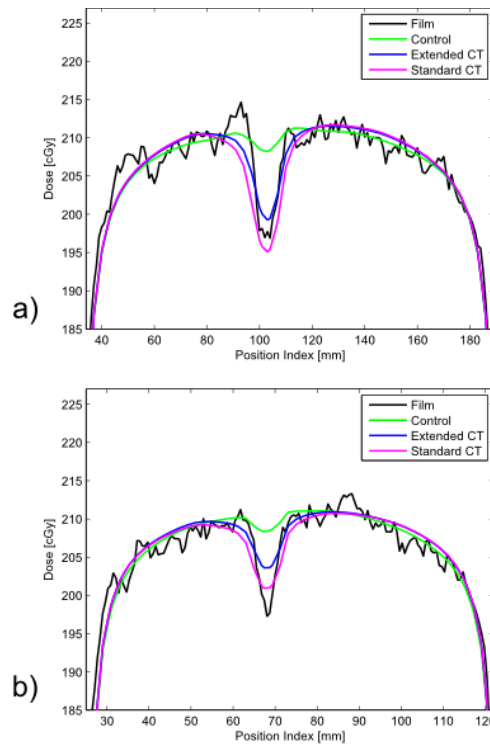 225
220
215
210
205
200
195
190
185
Dose [cGy]
40
60
80
100
120
140
160
180
Position Index [mm]
Film
Control
Extended CT
Standard CT
a)
225
220
215
210
205
200
195
190
185
Dose [cGy]
30
40
50
60
70
80
90
100
110
120
Position Index [mm]
Film
Control
Extended CT
Standard CT
b)